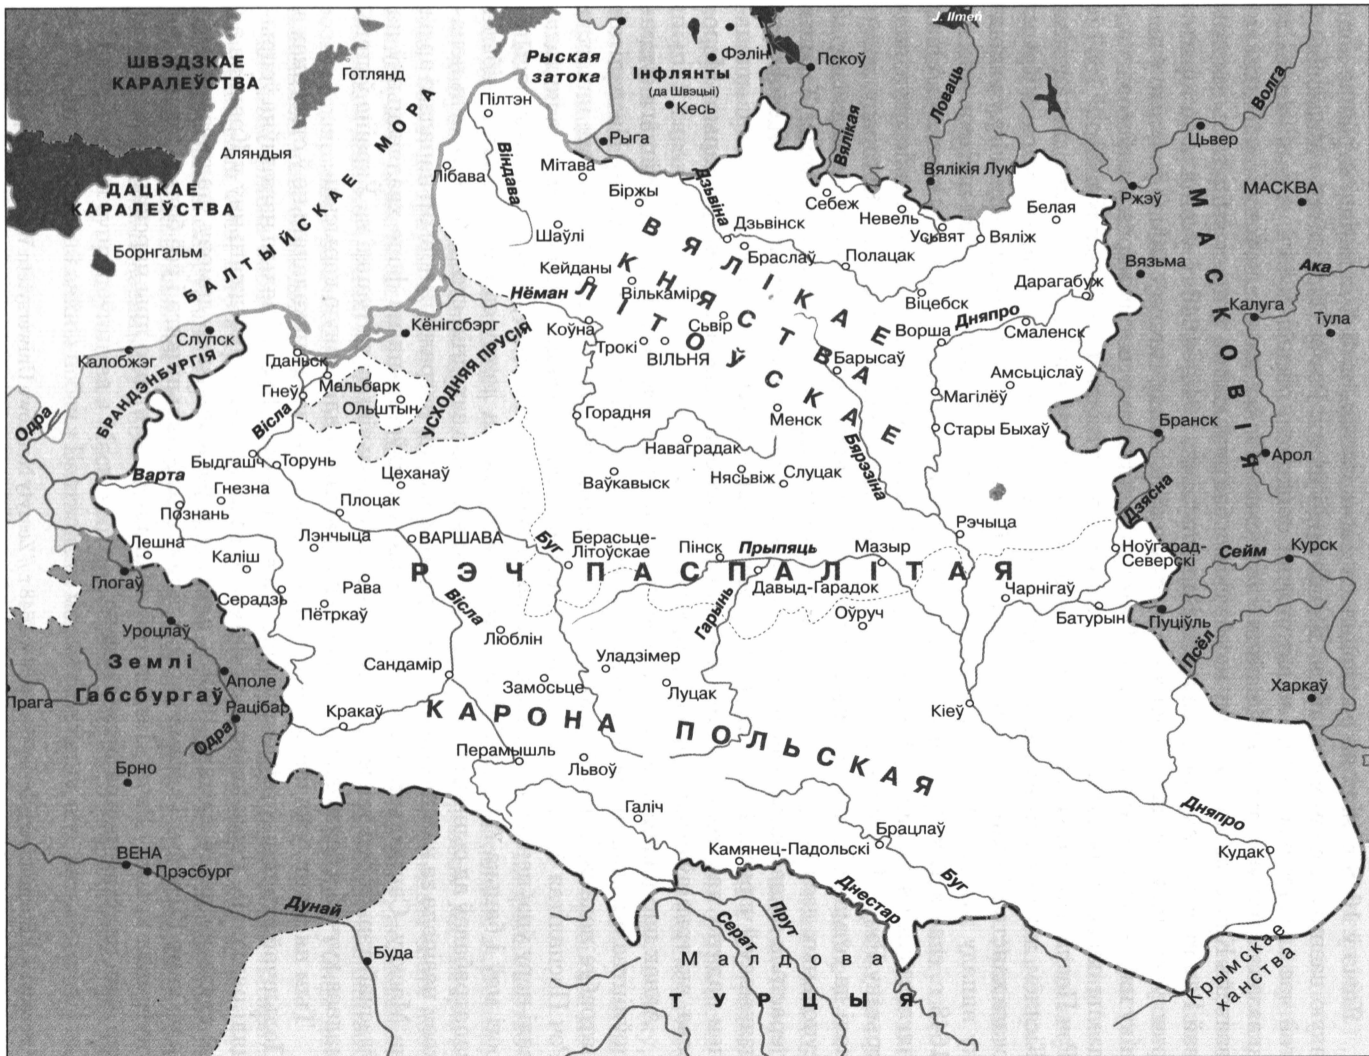 J. Ilmeń
ШВЭДЗКАЕ
КАРАЛЕЎСТВА
Готлянд
Рыская
затока
Фэлін
Інфлянты
(да Швэцыі)
Кесь
Пскоў
Вялікая
Ловаць
Волга
Цьвер
Пілтэн
Рыга
Аляндыя
БАЛТЫЙСКАЕ МОРА
Лібава
Віндава
Мітава
Біржы
Дзьвіна
Себеж
Вялікія Лукі
Невель
Ржэў
МАСКВА
МАСКОВІЯ
ДАЦКАЕ
КАРАЛЕЎСТВА
Борнгальм
Шаўлі
Дзьвінск
Браслаў
Полацак
Усьвят
Вяліж
Белая
Вязьма
Ака
Кейданы
Вількамір
ВЯЛІКАЕ
КНЯСТВА
ЛІТОЎСКАЕ
Віцебск
Дарагабуж
Калуга
Тула
Нёман
Коўна
Сьвір
Трокі
ВІЛЬНЯ
Ворша
Дняпро
Смаленск
Барысаў
Амсьціслаў
Кёнігсбэрг
Слупск
Калобжэг
БРАНДЭНБУРГІЯ
Гданьск
Гнеў
Мальбарк
Ольштын
УСХОДНЯЯ ПРУСІЯ
Горадня
Менск
Магілёў
Стары Быхаў
Бранск
Арол
Одра
Вісла
Наваградак
Бярэзіна
Варта
Быдгашч
Торунь
Цеханаў
Ваўкавыск
Нясьвіж
Слуцак
Гнезна
Познань
Плоцак
Дзясна
Рэчыца
Лешна
Каліш
Лэнчыца
ВАРШАВА
Буг
Берасьце-
Літоўскае
Пінск
Прыпяць
Мазыр
Ноўгарад-
Северскі
Сейм
Курск
Глогаў
РЭЧ ПАСПАЛІТАЯ
Серадзь
Рава
Пётркаў
Вісла
Давыд-Гарадок
Гарынь
Оўруч
Чарнігаў
Батурын
Пуціўль
Уроцлаў
Люблін
Псёл
Землі
Габсбургаў
Аполе
Сандамір
Замосьце
Уладзімер
Луцак
Харкаў
Прага
Рацібар
Одра
Кракаў
КАРОНА ПОЛЬСКАЯ
Кіеў
Перамышль
Львоў
Брно
Галіч
Брацлаў
Дняпро
Кудак
ВЕНА
Прэсбург
Камянец-Падольскі
Днестар
Буг
Дунай
Буда
Серат
Прут
Малдова
ТУРЦЫЯ
Крымскае
ханства